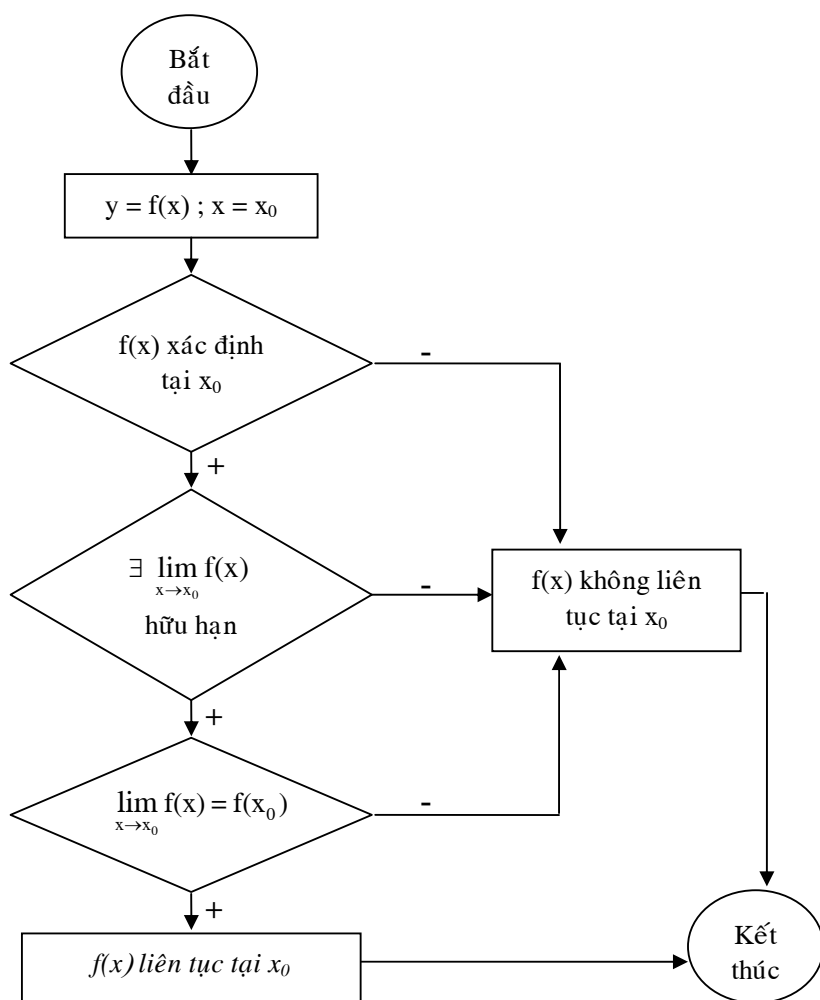 Bắt
đầu
y = f(x) ; x = x₀
f(x) xác định
tại x₀
-
+
∃ lim f(x)
x→x₀
hữu hạn
-
f(x) không liên
tục tại x₀
+
lim f(x) = f(x₀)
x→x₀
-
+
f(x) liên tục tại x₀
Kết
thúc